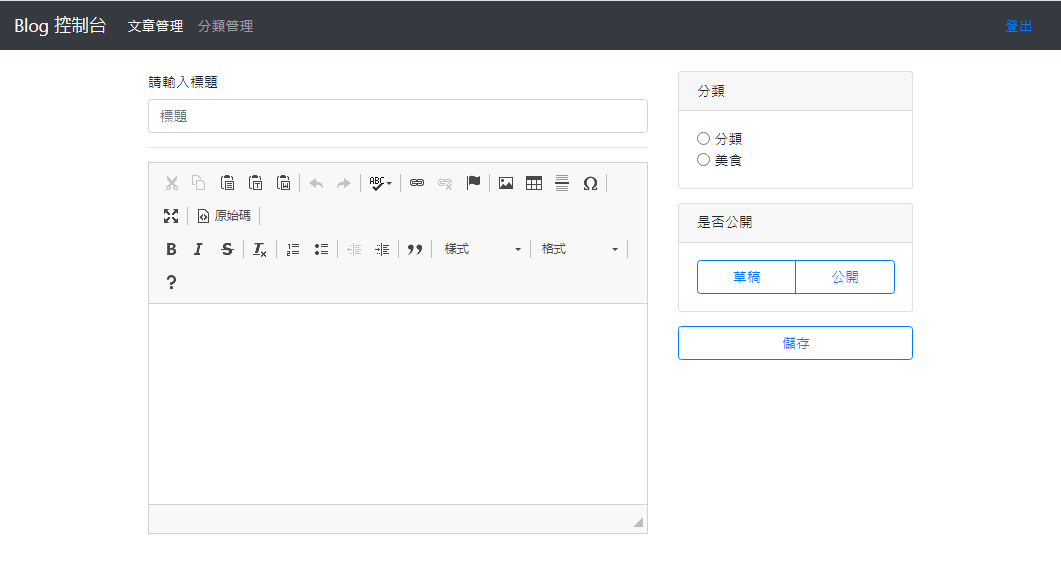 Blog 控制台 文章管理 分類管理 登出
請輸入標題
標題
ABC
原始碼
B I S Tx 樣式 格式
?
分類
分類
美食
是否公開
草稿 公開
儲存